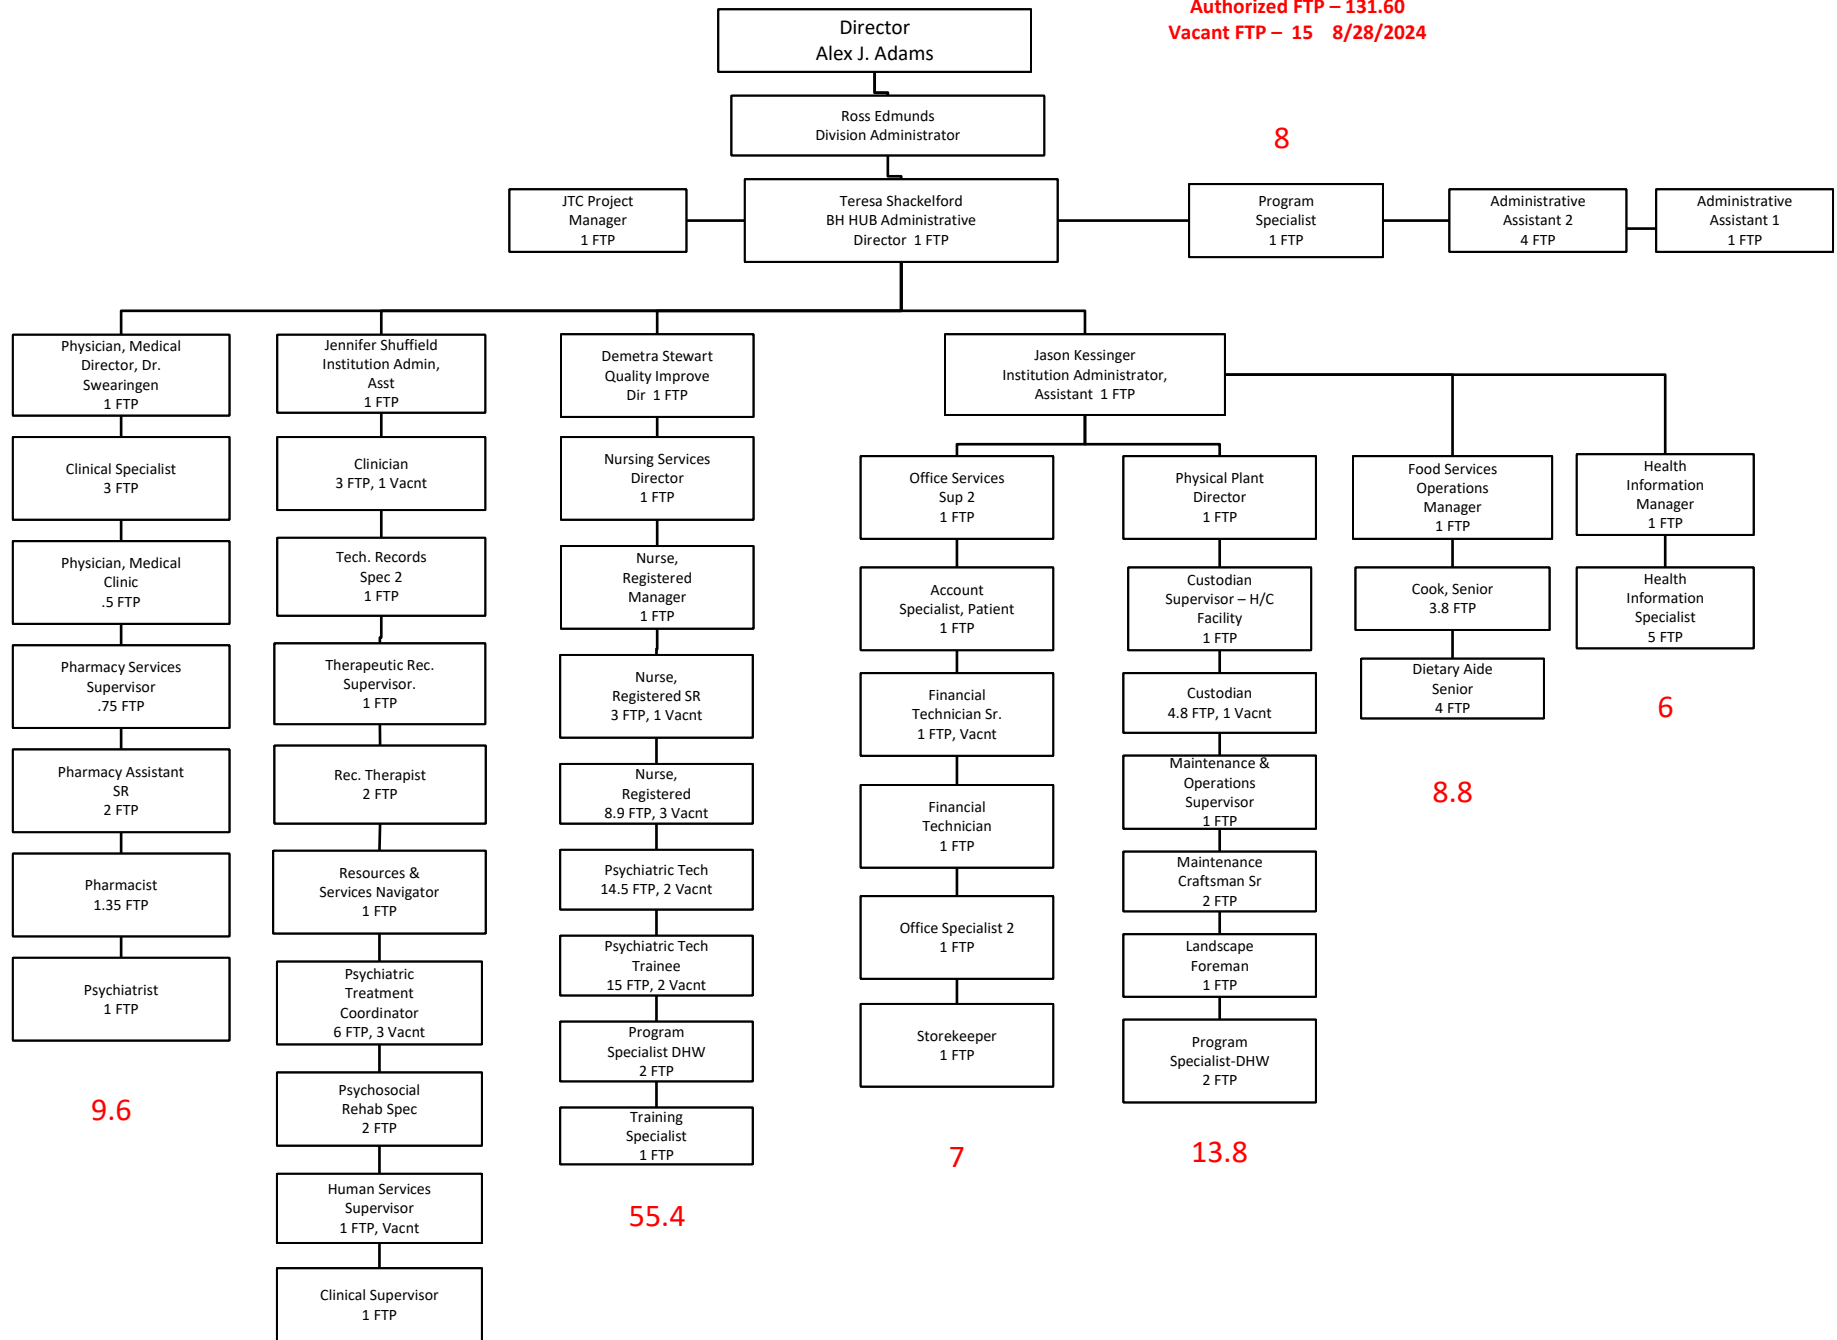 Authorized FTP – 131.60
Vacant FTP – 15 8/28/2024
Director
Alex J. Adams
Ross Edmunds
Division Administrator
8
JTC Project
Manager
1 FTP
Teresa Shackelford
BH HUB Administrative
Director 1 FTP
Program
Specialist
1 FTP
Administrative
Assistant 2
4 FTP
Administrative
Assistant 1
1 FTP
Physician, Medical
Director, Dr.
Swearingen
1 FTP
Clinical Specialist
3 FTP
Physician, Medical
Clinic
.5 FTP
Pharmacy Services
Supervisor
.75 FTP
Pharmacy Assistant
SR
2 FTP
Pharmacist
1.35 FTP
Psychiatrist
1 FTP
9.6
Jennifer Shuffield
Institution Admin,
Asst
1 FTP
Clinician
3 FTP, 1 Vacnt
Tech. Records
Spec 2
1 FTP
Therapeutic Rec.
Supervisor.
1 FTP
Rec. Therapist
2 FTP
Resources &
Services Navigator
1 FTP
Psychiatric
Treatment
Coordinator
6 FTP, 3 Vacnt
Psychosocial
Rehab Spec
2 FTP
Human Services
Supervisor
1 FTP, Vacnt
Clinical Supervisor
1 FTP
Demetra Stewart
Quality Improve
Dir 1 FTP
Nursing Services
Director
1 FTP
Nurse,
Registered
Manager
1 FTP
Nurse,
Registered SR
3 FTP, 1 Vacnt
Nurse,
Registered
8.9 FTP, 3 Vacnt
Psychiatric Tech
14.5 FTP, 2 Vacnt
Psychiatric Tech
Trainee
15 FTP, 2 Vacnt
Program
Specialist DHW
2 FTP
Training
Specialist
1 FTP
55.4
Jason Kessinger
Institution Administrator,
Assistant 1 FTP
Office Services
Sup 2
1 FTP
Account
Specialist, Patient
1 FTP
Financial
Technician Sr.
1 FTP, Vacnt
Financial
Technician
1 FTP
Office Specialist 2
1 FTP
Storekeeper
1 FTP
7
Physical Plant
Director
1 FTP
Custodian
Supervisor – H/C
Facility
1 FTP
Custodian
4.8 FTP, 1 Vacnt
Maintenance &
Operations
Supervisor
1 FTP
Maintenance
Craftsman Sr
2 FTP
Landscape
Foreman
1 FTP
Program
Specialist-DHW
2 FTP
13.8
Food Services
Operations
Manager
1 FTP
Cook, Senior
3.8 FTP
Dietary Aide
Senior
4 FTP
8.8
Health
Information
Manager
1 FTP
Health
Information
Specialist
5 FTP
6